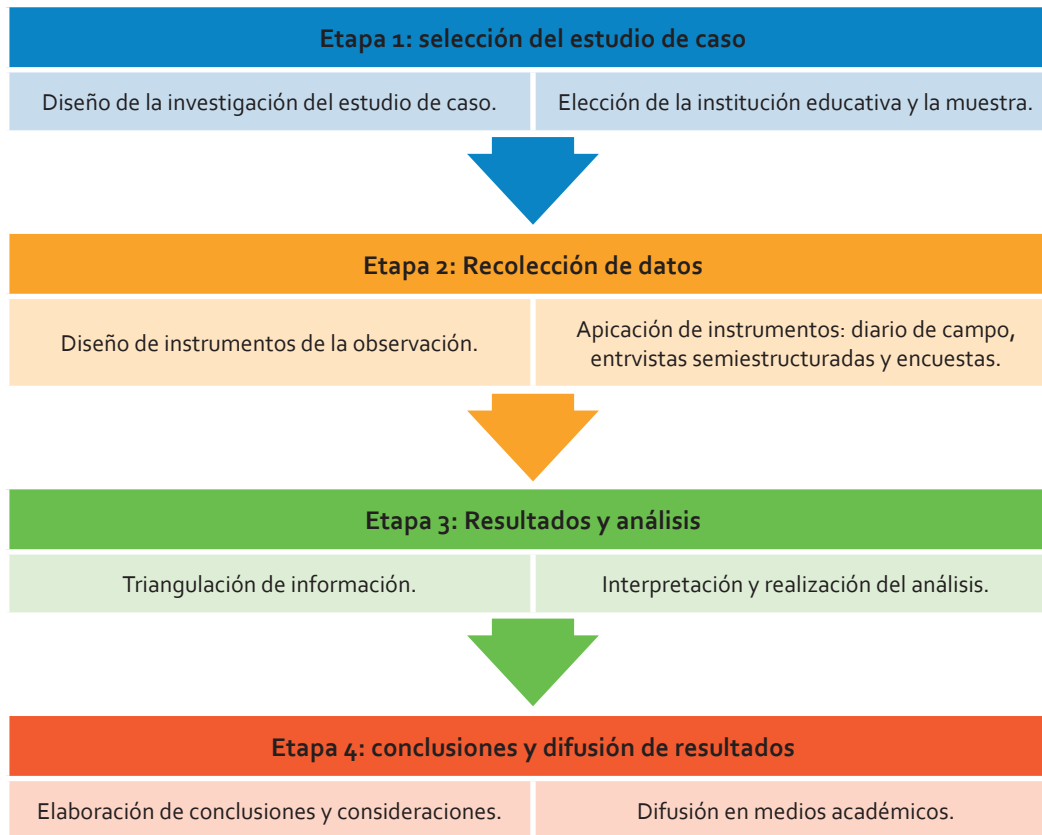 Etapa 1: selección del estudio de caso
Diseño de la investigación del estudio de caso.
Elección de la institución educativa y la muestra.
Etapa 2: Recolección de datos
Diseño de instrumentos de la observación.
Apicación de instrumentos: diario de campo,
entrvistas semiestructuradas y encuestas.
Etapa 3: Resultados y análisis
Triangulación de información.
Interpretación y realización del análisis.
Etapa 4: conclusiones y difusión de resultados
Elaboración de conclusiones y consideraciones.
Difusión en medios académicos.